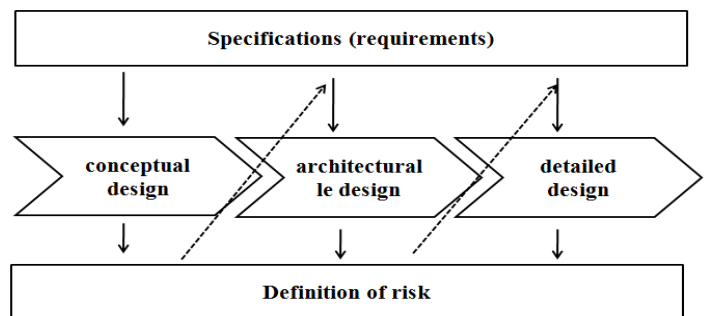 Specifications (requirements)
conceptual
design
architectural
le design
detailed
design
Definition of risk